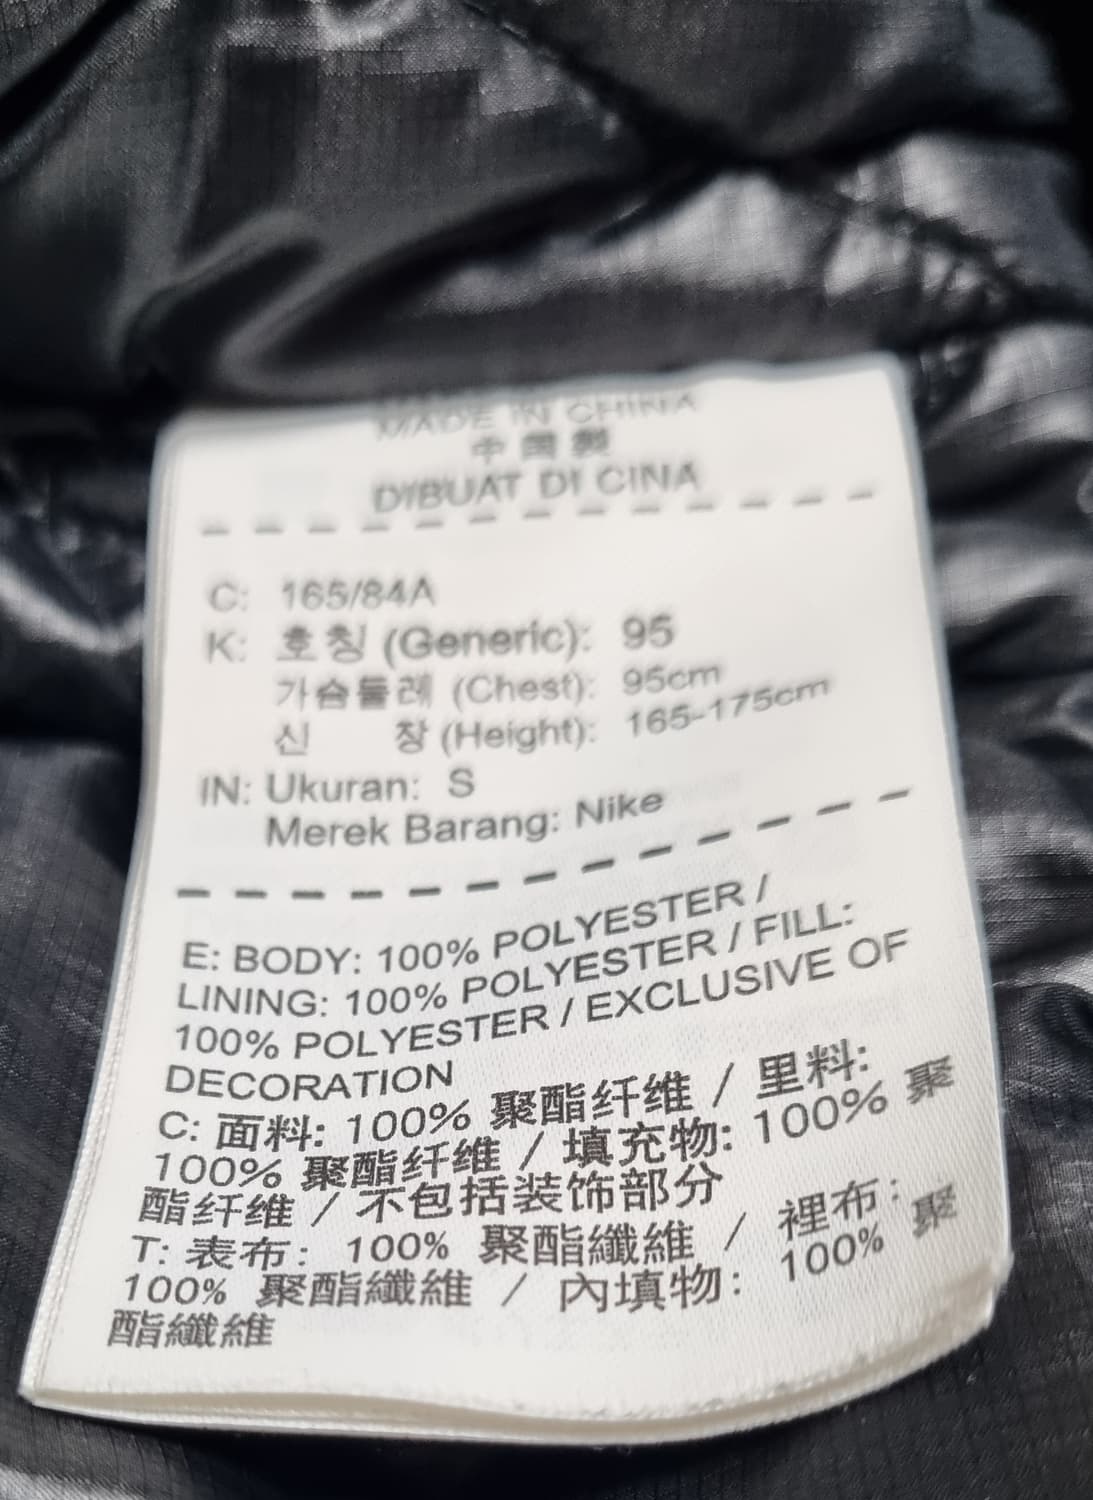 MADE IN CHINA
中国製
DIBUAT DI CINA
C: 165/84A
K: 호칭 (Generic): 95
가슴둘레 (Chest): 95cm
신 장 (Height): 165-175cm
IN: Ukuran: S
Merek Barang: Nike
E: BODY: 100% POLYESTER /
LINING: 100% POLYESTER / FILL:
100% POLYESTER / EXCLUSIVE OF
DECORATION
C: 面料: 100% 聚酯纤维 / 里料:
100% 聚酯纤维 / 填充物: 100% 聚
酯纤维 / 不包括装饰部分
T: 表布: 100% 聚酯纖維 / 裡布:
100% 聚酯纖維 / 內填物: 100% 聚
酯纖維